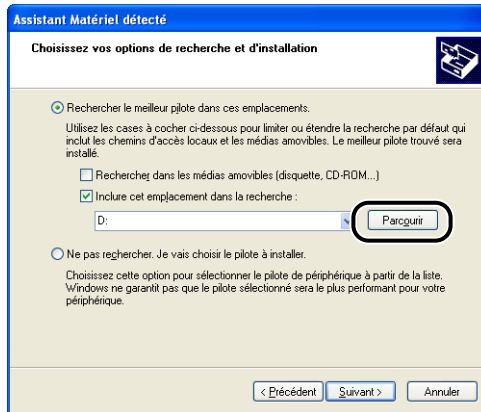 Assistant Matériel détecté
Choisissez vos options de recherche et d'installation
Rechercher le meilleur pilote dans ces emplacements.
Utilisez les cases à cocher ci-dessous pour limiter ou étendre la recherche par défaut qui
inclut les chemins d'accès locaux et les médias amovibles. Le meilleur pilote trouvé sera
installé.
Rechercher dans les médias amovibles (disquette, CD-ROM...)
Inclure cet emplacement dans la recherche :
D:
Parcourir
Ne pas rechercher. Je vais choisir le pilote à installer.
Choisissez cette option pour sélectionner le pilote de périphérique à partir de la liste.
Windows ne garantit pas que le pilote sélectionné sera le plus performant pour votre
périphérique.
< Précédent
Suivant >
Annuler